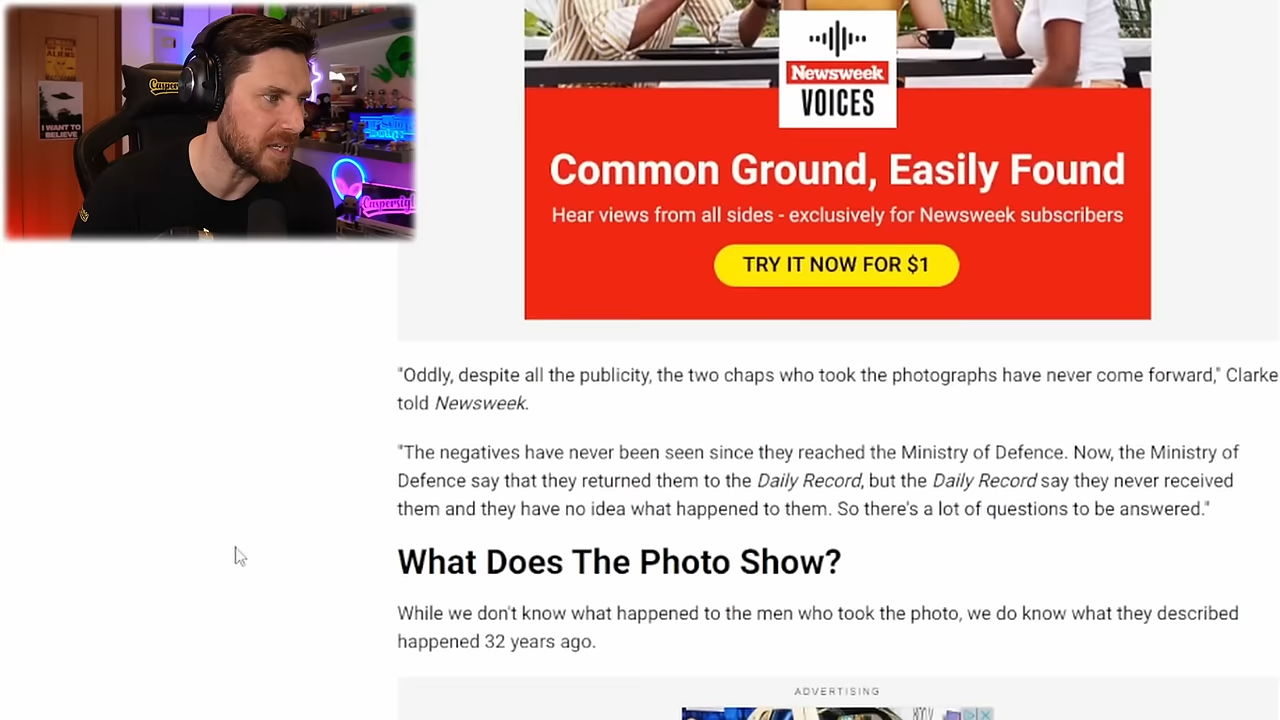 I WANT TO
BELIEVE
Casper
Caspersigh
Newsweek
VOICES
Common Ground, Easily Found
Hear views from all sides - exclusively for Newsweek subscribers
TRY IT NOW FOR $1
"Oddly, despite all the publicity, the two chaps who took the photographs have never come forward," Clarke
told Newsweek.
"The negatives have never been seen since they reached the Ministry of Defence. Now, the Ministry of
Defence say that they returned them to the Daily Record, but the Daily Record say they never received
them and they have no idea what happened to them. So there's a lot of questions to be answered."
What Does The Photo Show?
While we don't know what happened to the men who took the photo, we do know what they described
happened 32 years ago.
ADVERTISING